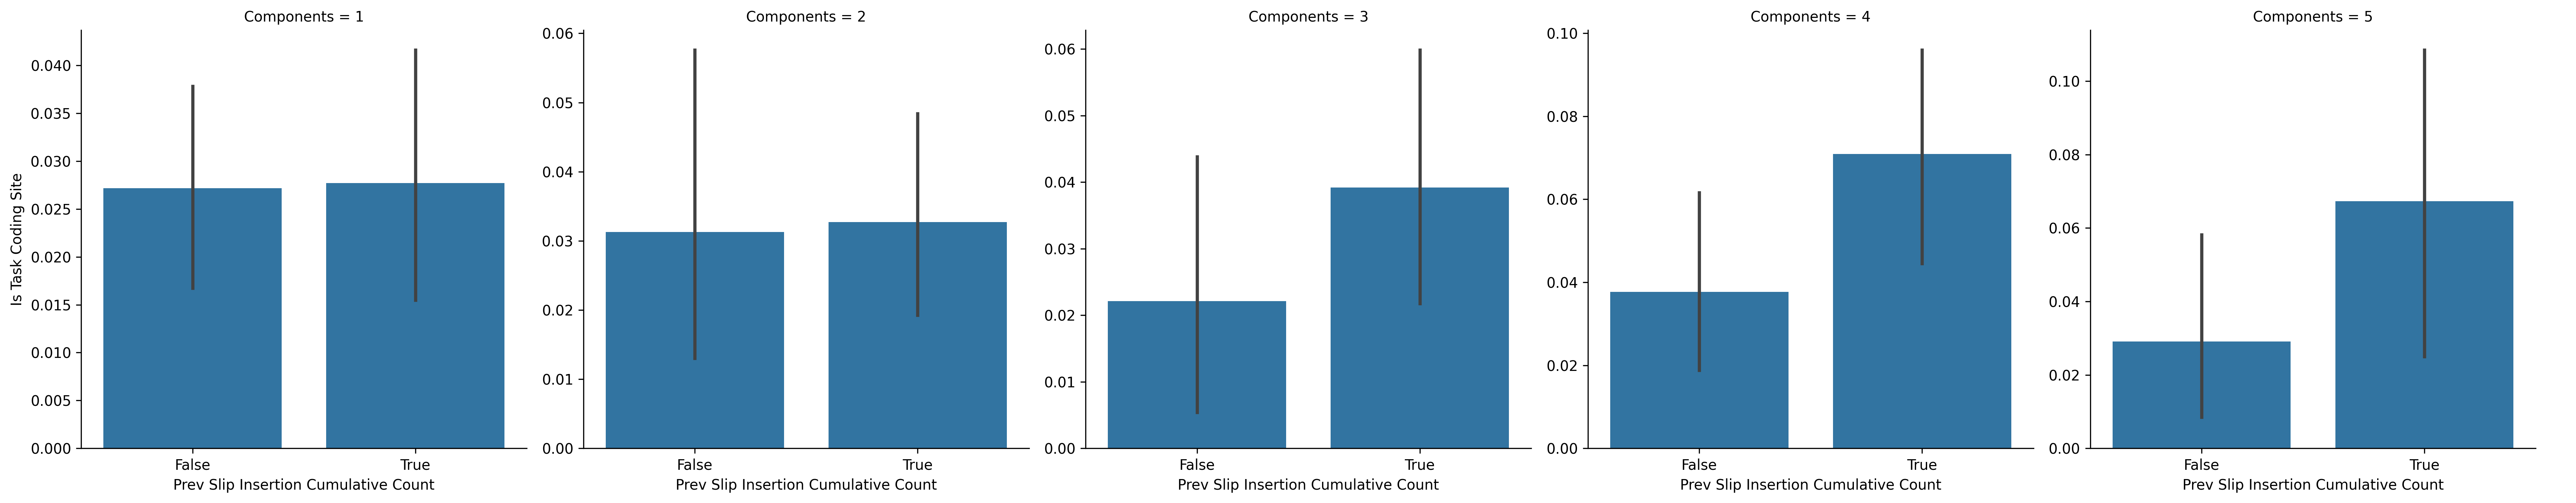 Components = 1
Is Task Coding Site
0.040
0.035
0.030
0.025
0.020
0.015
0.010
0.005
0.000
False True
Prev Slip Insertion Cumulative Count
Components = 2
0.06
0.05
0.04
0.03
0.02
0.01
0.00
False True
Prev Slip Insertion Cumulative Count
Components = 3
0.06
0.05
0.04
0.03
0.02
0.01
0.00
False True
Prev Slip Insertion Cumulative Count
Components = 4
0.10
0.08
0.06
0.04
0.02
0.00
False True
Prev Slip Insertion Cumulative Count
Components = 5
0.10
0.08
0.06
0.04
0.02
0.00
False True
Prev Slip Insertion Cumulative Count